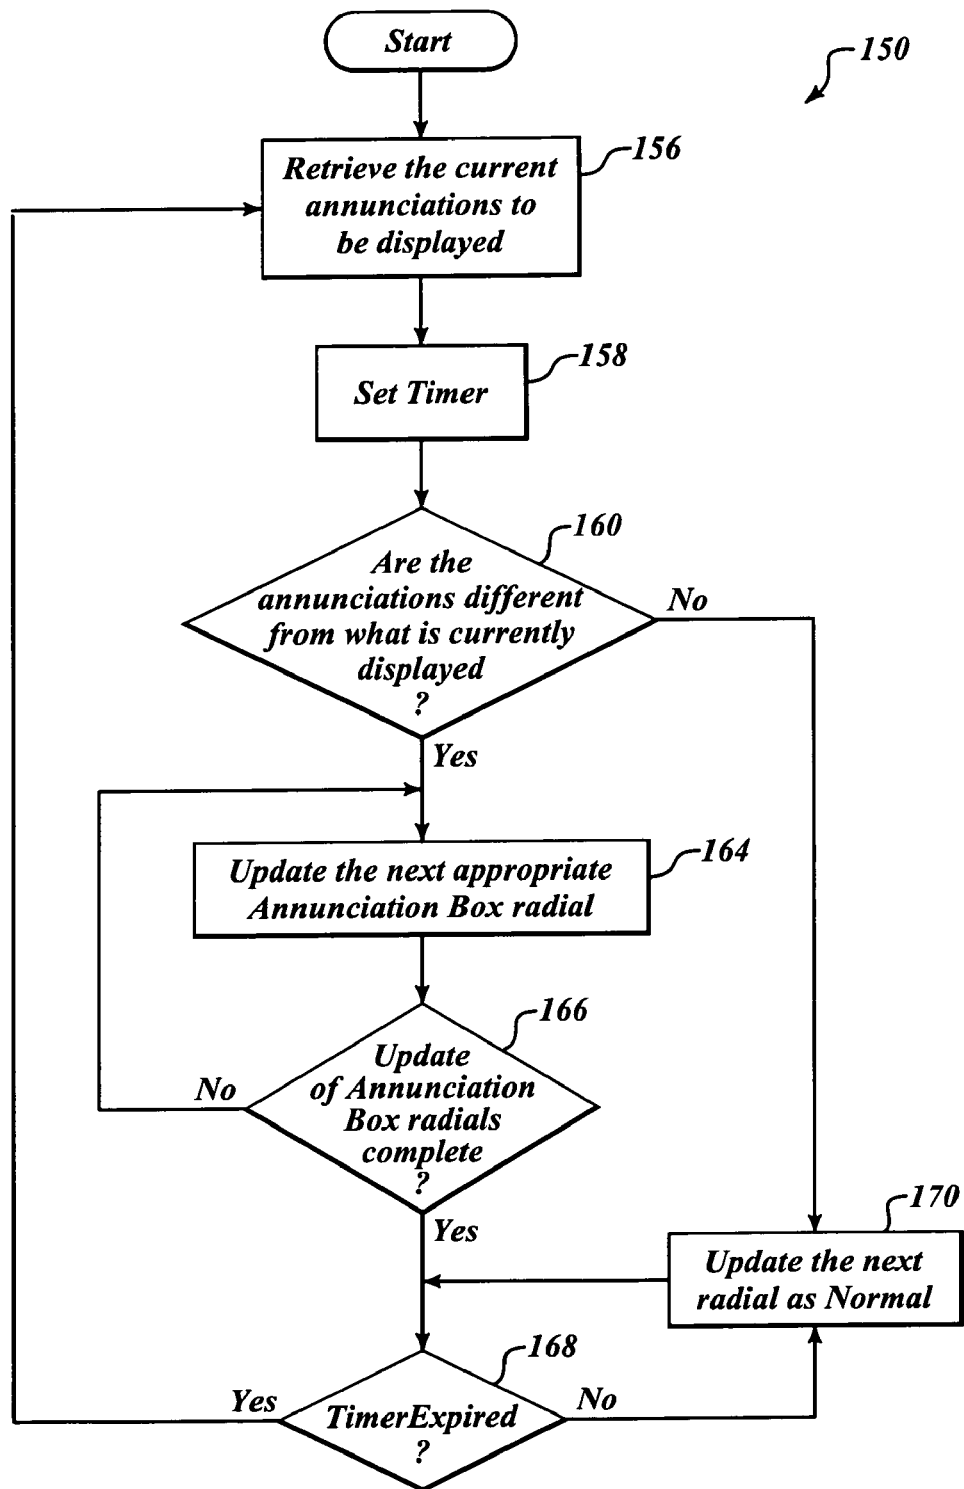 Start
150
156
Retrieve the current
annunciations to
be displayed
158
Set Timer
160
Are the
annunciations different
from what is currently
displayed
?
No
Yes
164
Update the next appropriate
Annunciation Box radial
166
Update
of Annunciation
Box radials
complete
?
No
Yes
170
Update the next
radial as Normal
168
TimerExpired
?
Yes
No